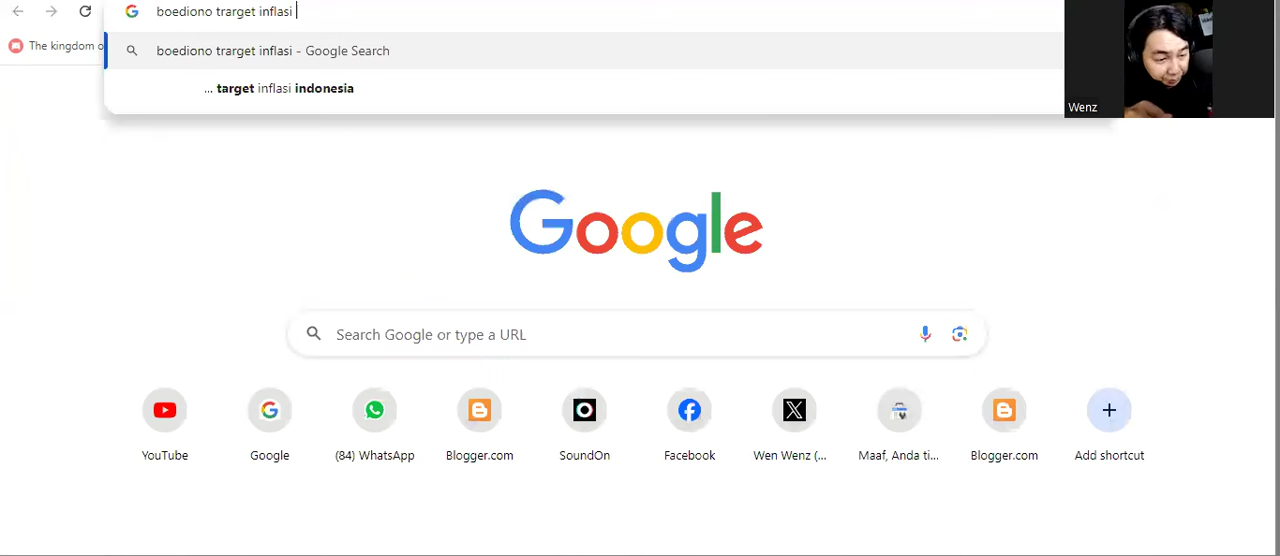 boediono trarget inflasi
The kingdom o
boediono trarget inflasi - Google Search
... target inflasi indonesia
Wenz
Google
Search Google or type a URL
YouTube
Google
(84) WhatsApp
Blogger.com
SoundOn
Facebook
Wen Wenz (...
Maaf, Anda ti...
Blogger.com
Add shortcut